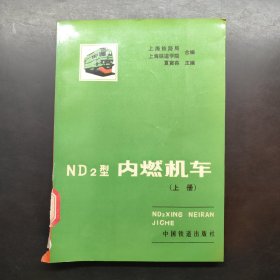 上海铁路局
上海铁道学院 合编
夏寅荪 主编
ND₂型 内燃机车
(上册)
ND₂XING NEIRAN
JICHE
中国铁道出版社